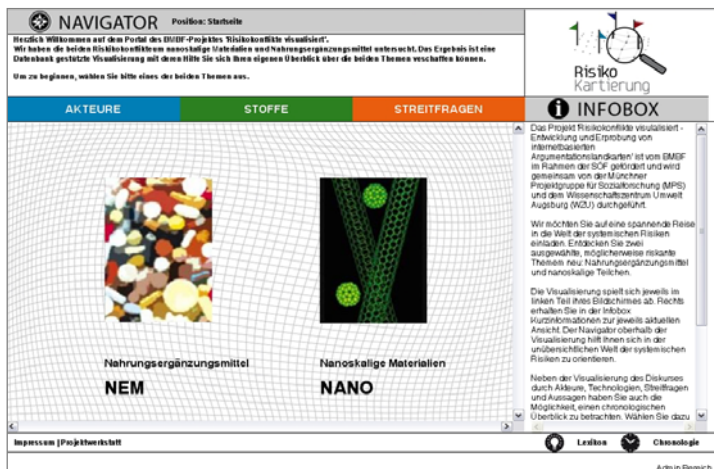 NAVIGATOR Position: Startseite
Herzlich Willkommen auf dem Portal des BMBF-Projektes 'Risikokonflikte visualisiert'.
Wir haben die beiden Risikokonflikteum nanoskalige Materialien und Nahrungsergänzungsmittel untersucht. Das Ergebnis ist eine
Datenbank gestützte Visualisierung mit deren Hilfe Sie sich Ihren eigenen Überblick über die beiden Themen veschaffen können.
Um zu beginnen, wählen Sie bitte eines der beiden Themen aus.
Risiko
Kartierung
AKTEURE
STOFFE
STREITFRAGEN
INFOBOX
Nahrungsergänzungsmittel
NEM
Nanoskalige Materialien
NANO
Das Projekt 'Risikokonflikte visulalisiert -
Entwicklung und Erprobung von
internetbasierten
Argumentationslandkarten' ist vom BMBF
im Rahmen der SÖF gefördert und wird
gemeinsam von der Münchner
Projektgruppe für Sozialforschung (MPS)
und dem Wissenschaftszentrum Umwelt
Augsburg (WZU) durchgeführt.
Wir möchten Sie auf eine spannende Reise
in die Welt der systemischen Risiken
einladen. Entdecken Sie zwei
ausgewählte, möglicherweise riskante
Themem neu: Nahrungsergänzungsmittel
und nanoskalige Teilchen.
Die Visualisierung spielt sich jeweils im
linken Teil ihres Bildschirmes ab. Rechts
erhalten Sie in der Infobox
Kurzinformationen zur jeweils aktuellen
Ansicht. Der Navigator oberhalb der
Visualisierung hilft Ihnen sich in der
unübersichtlichen Welt der systemischen
Risiken zu orientieren.
Neben der Visualisierung des Diskurses
durch Akteure, Technologien, Streitfragen
und Aussagen haben Sie auch die
Möglichkeit, einen chronologischen
Überblick zu betrachten. Wählen Sie dazu
Impressum | Projektwerkstatt
Lexikon
Chronologie
Admin Bereich